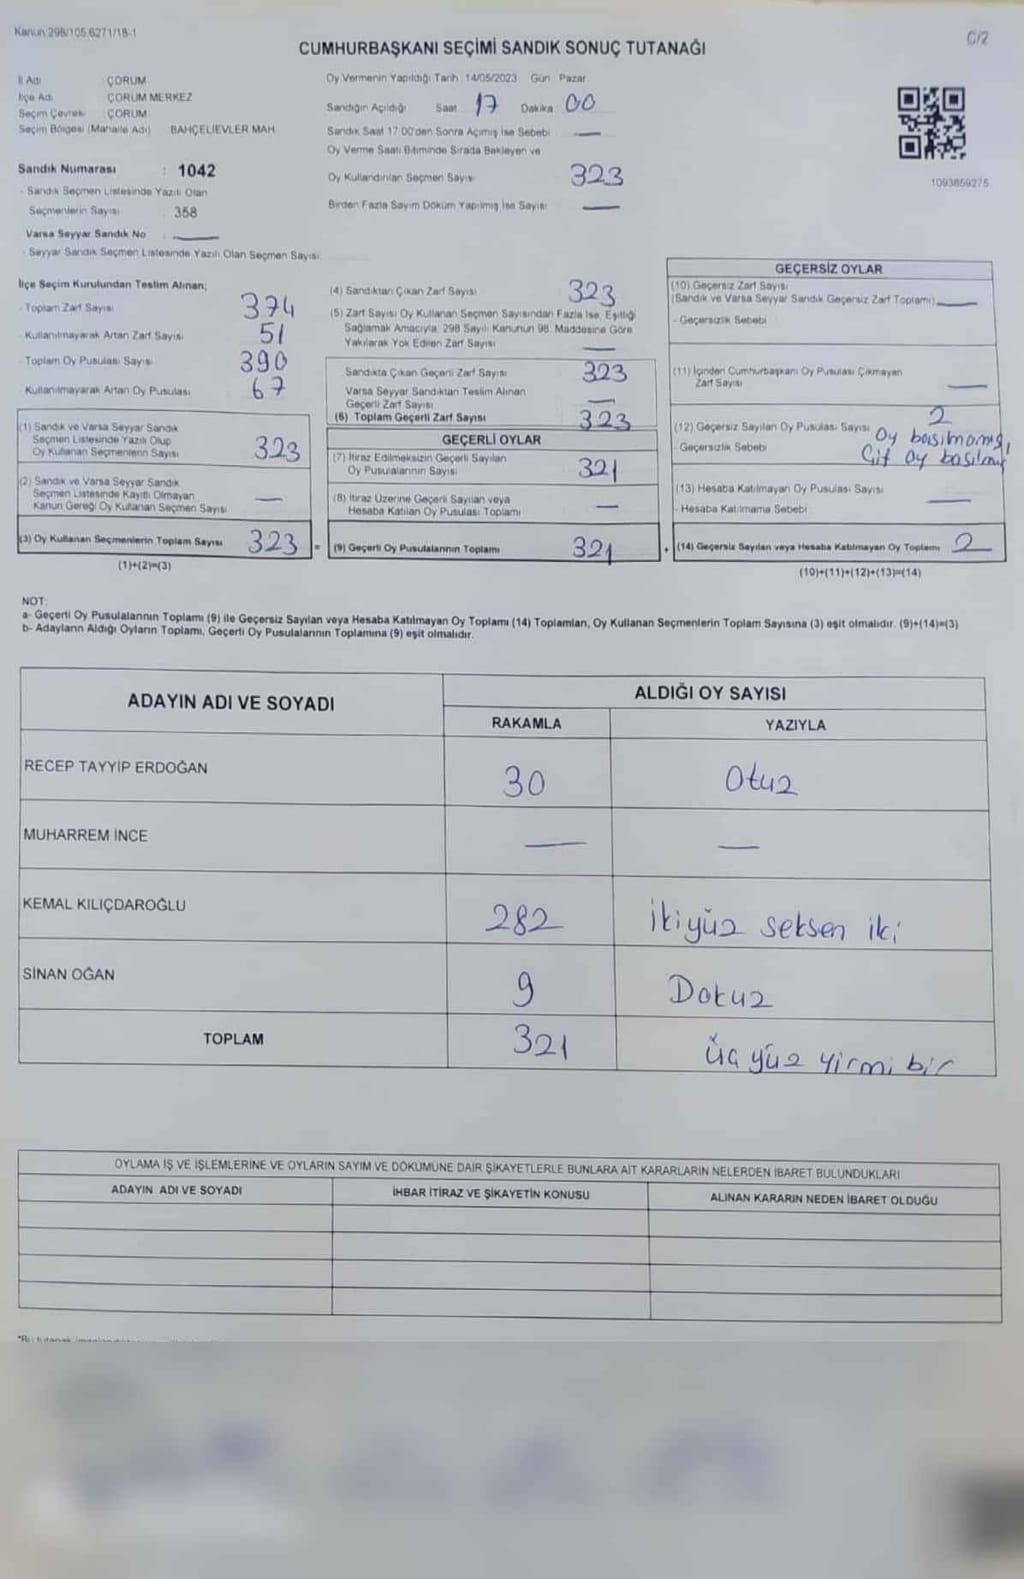 Kanun:298/105.6271/18-1
C/2
CUMHURBAŞKANI SEÇİMİ SANDIK SONUÇ TUTANAĞI
İl Adı : ÇORUM
İlçe Adı : ÇORUM MERKEZ
Seçim Çevresi : ÇORUM
Seçim Bölgesi (Mahalle Adı) BAHÇELİEVLER MAH.
Sandık Numarası : 1042
- Sandık Seçmen Listesinde Yazılı Olan
Seçmenlerin Sayısı : 358
Varsa Seyyar Sandık No : —
- Seyyar Sandık Seçmen Listesinde Yazılı Olan Seçmen Sayısı:
Oy Vermenin Yapıldığı Tarih 14/05/2023 Gün Pazar
Sandığın Açıldığı Saat 17 Dakika 00
Sandık Saat 17:00'den Sonra Açılmış İse Sebebi —
Oy Verme Saati Bitiminde Sırada Bekleyen ve
Oy Kullandırılan Seçmen Sayısı 323
Birden Fazla Sayım Döküm Yapılmış İse Sayısı —
1093859275
İlçe Seçim Kurulundan Teslim Alınan;
- Toplam Zarf Sayısı 374
- Kullanılmayarak Artan Zarf Sayısı 51
- Toplam Oy Pusulası Sayısı 390
- Kullanılmayarak Artan Oy Pusulası 67
(1) Sandık ve Varsa Seyyar Sandık
Seçmen Listesinde Yazılı Olup
Oy Kullanan Seçmenlerin Sayısı 323
(2) Sandık ve Varsa Seyyar Sandık
Seçmen Listesinde Kayıtlı Olmayan
Kanun Gereği Oy Kullanan Seçmen Sayısı —
(3) Oy Kullanan Seçmenlerin Toplam Sayısı 323 =
(1)+(2)=(3)
(4) Sandıktan Çıkan Zarf Sayısı 323
(5) Zarf Sayısı Oy Kullanan Seçmen Sayısından Fazla İse, Eşitliği
Sağlamak Amacıyla, 298 Sayılı Kanunun 98. Maddesine Göre
Yakılarak Yok Edilen Zarf Sayısı —
Sandıkta Çıkan Geçerli Zarf Sayısı 323
Varsa Seyyar Sandıktan Teslim Alınan
Geçerli Zarf Sayısı —
(6) Toplam Geçerli Zarf Sayısı 323
GEÇERLİ OYLAR
(7) İtiraz Edilmeksizin Geçerli Sayılan
Oy Pusulalarının Sayısı 321
(8) İtiraz Üzerine Geçerli Sayılan veya
Hesaba Katılan Oy Pusulası Toplamı —
(9) Geçerli Oy Pusulalarının Toplamı 321 +
GEÇERSİZ OYLAR
(10) Geçersiz Zarf Sayısı
(Sandık ve Varsa Seyyar Sandık Geçersiz Zarf Toplamı) —
- Geçersizlik Sebebi
(11) İçinden Cumhurbaşkanı Oy Pusulası Çıkmayan
Zarf Sayısı —
(12) Geçersiz Sayılan Oy Pusulası Sayısı 2
- Geçersizlik Sebebi Oy basılmamış,
Çift oy basılmış
(13) Hesaba Katılmayan Oy Pusulası Sayısı —
- Hesaba Katılmama Sebebi
(14) Geçersiz Sayılan veya Hesaba Katılmayan Oy Toplamı 2
(10)+(11)+(12)+(13)=(14)
NOT:
a- Geçerli Oy Pusulalarının Toplamı (9) ile Geçersiz Sayılan veya Hesaba Katılmayan Oy Toplamı (14) Toplamları, Oy Kullanan Seçmenlerin Toplam Sayısına (3) eşit olmalıdır. (9)+(14)=(3)
b- Adayların Aldığı Oyların Toplamı, Geçerli Oy Pusulalarının Toplamına (9) eşit olmalıdır.
ADAYIN ADI VE SOYADI
ALDIĞI OY SAYISI
RAKAMLA YAZIYLA
RECEP TAYYİP ERDOĞAN 30 Otuz
MUHARREM İNCE — —
KEMAL KILIÇDAROĞLU 282 İkiyüz seksen iki
SİNAN OĞAN 9 Dokuz
TOPLAM 321 üç yüz yirmi bir
OYLAMA İŞ VE İŞLEMLERİNE VE OYLARIN SAYIM VE DÖKÜMÜNE DAİR ŞİKAYETLERLE BUNLARA AİT KARARLARIN NELERDEN İBARET BULUNDUKLARI
ADAYIN ADI VE SOYADI İHBAR İTİRAZ VE ŞİKAYETİN KONUSU ALINAN KARARIN NEDEN İBARET OLDUĞU